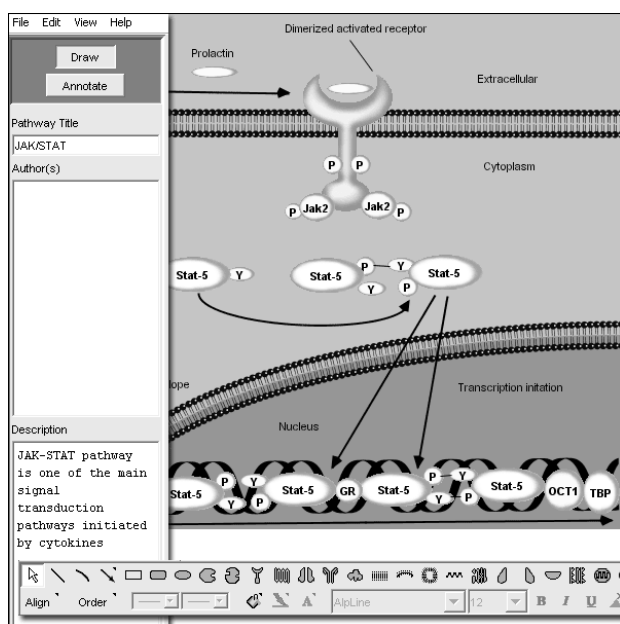 File Edit View Help
Draw
Annotate
Pathway Title
JAK/STAT
Author(s)
Description
JAK-STAT pathway
is one of the main
signal
transduction
pathways initiated
by cytokines
Dimerized activated receptor
Prolactin
Extracellular
Cytoplasm
P P
P Jak2 Jak2 P
Stat-5 Y Stat-5 P Y Stat-5
Y P
lope
Transcription initation
Nucleus
Stat-5 P Y Stat-5 GR Stat-5 P Y Stat-5 OCT1 TBP
Y P Y P
Align Order AlpLine 12 B I U
A